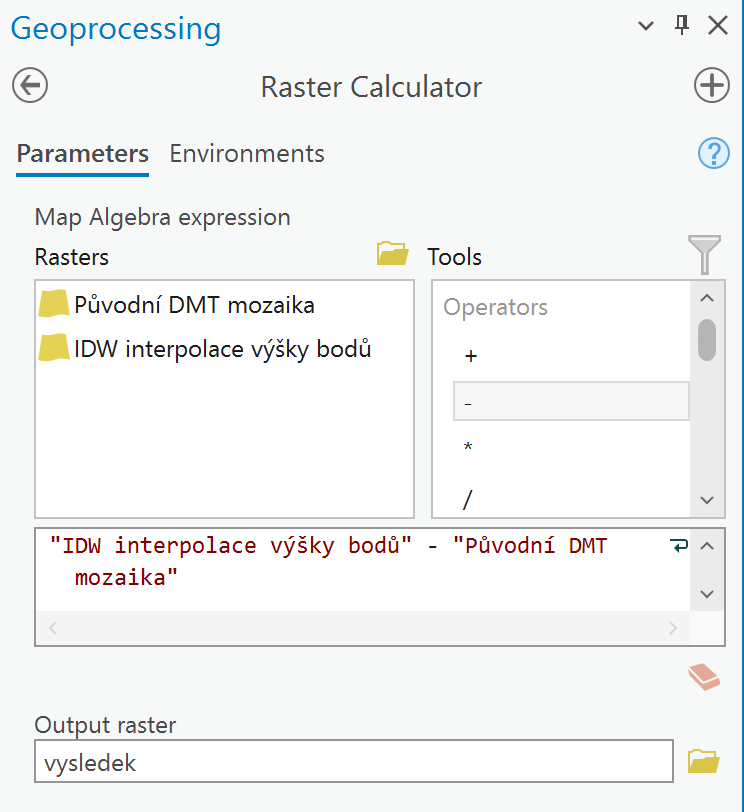 Geoprocessing
Raster Calculator
Parameters Environments
?
Map Algebra expression
Rasters
Tools
Původní DMT mozaika
IDW interpolace výšky bodů
Operators
+
-
*
/
"IDW interpolace výšky bodů" - "Původní DMT
mozaika"
Output raster
vysledek